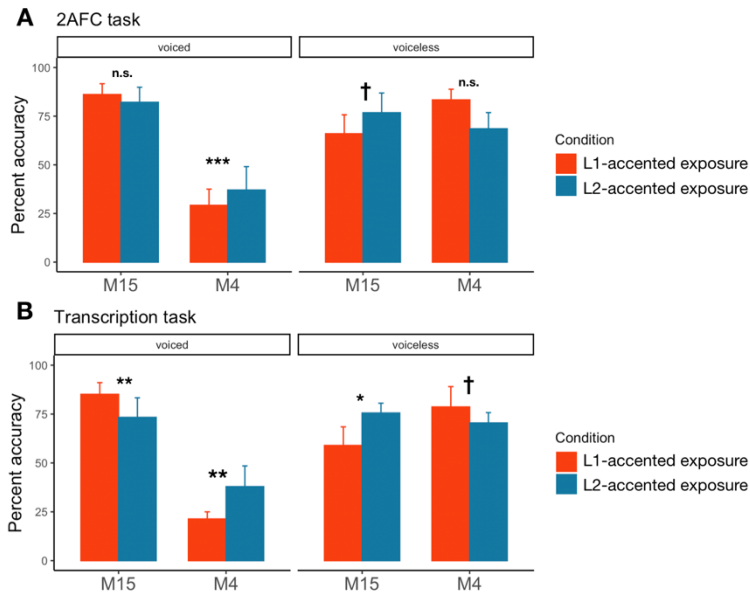 A 2AFC task
voiced
voiceless
Percent accuracy
100
75
50
25
0
n.s.
***
†
n.s.
M15
M4
M15
M4
Condition
L1-accented exposure
L2-accented exposure
B Transcription task
voiced
voiceless
Percent accuracy
100
75
50
25
0
**
**
*
†
M15
M4
M15
M4
Condition
L1-accented exposure
L2-accented exposure